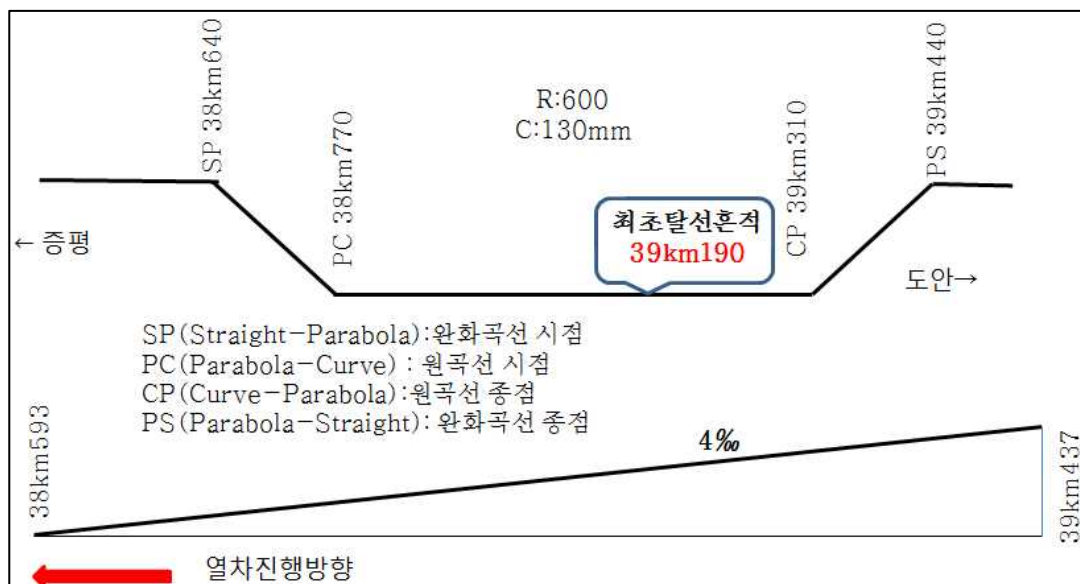 SP 38km640
PC 38km770
R:600
C:130mm
CP 39km310
PS 39km440
최초탈선흔적
39km190
← 증평
도안→
SP(Straight-Parabola):완화곡선 시점
PC(Parabola-Curve) : 원곡선 시점
CP(Curve-Parabola):원곡선 종점
PS(Parabola-Straight): 완화곡선 종점
38km593
4‰
39km437
열차진행방향